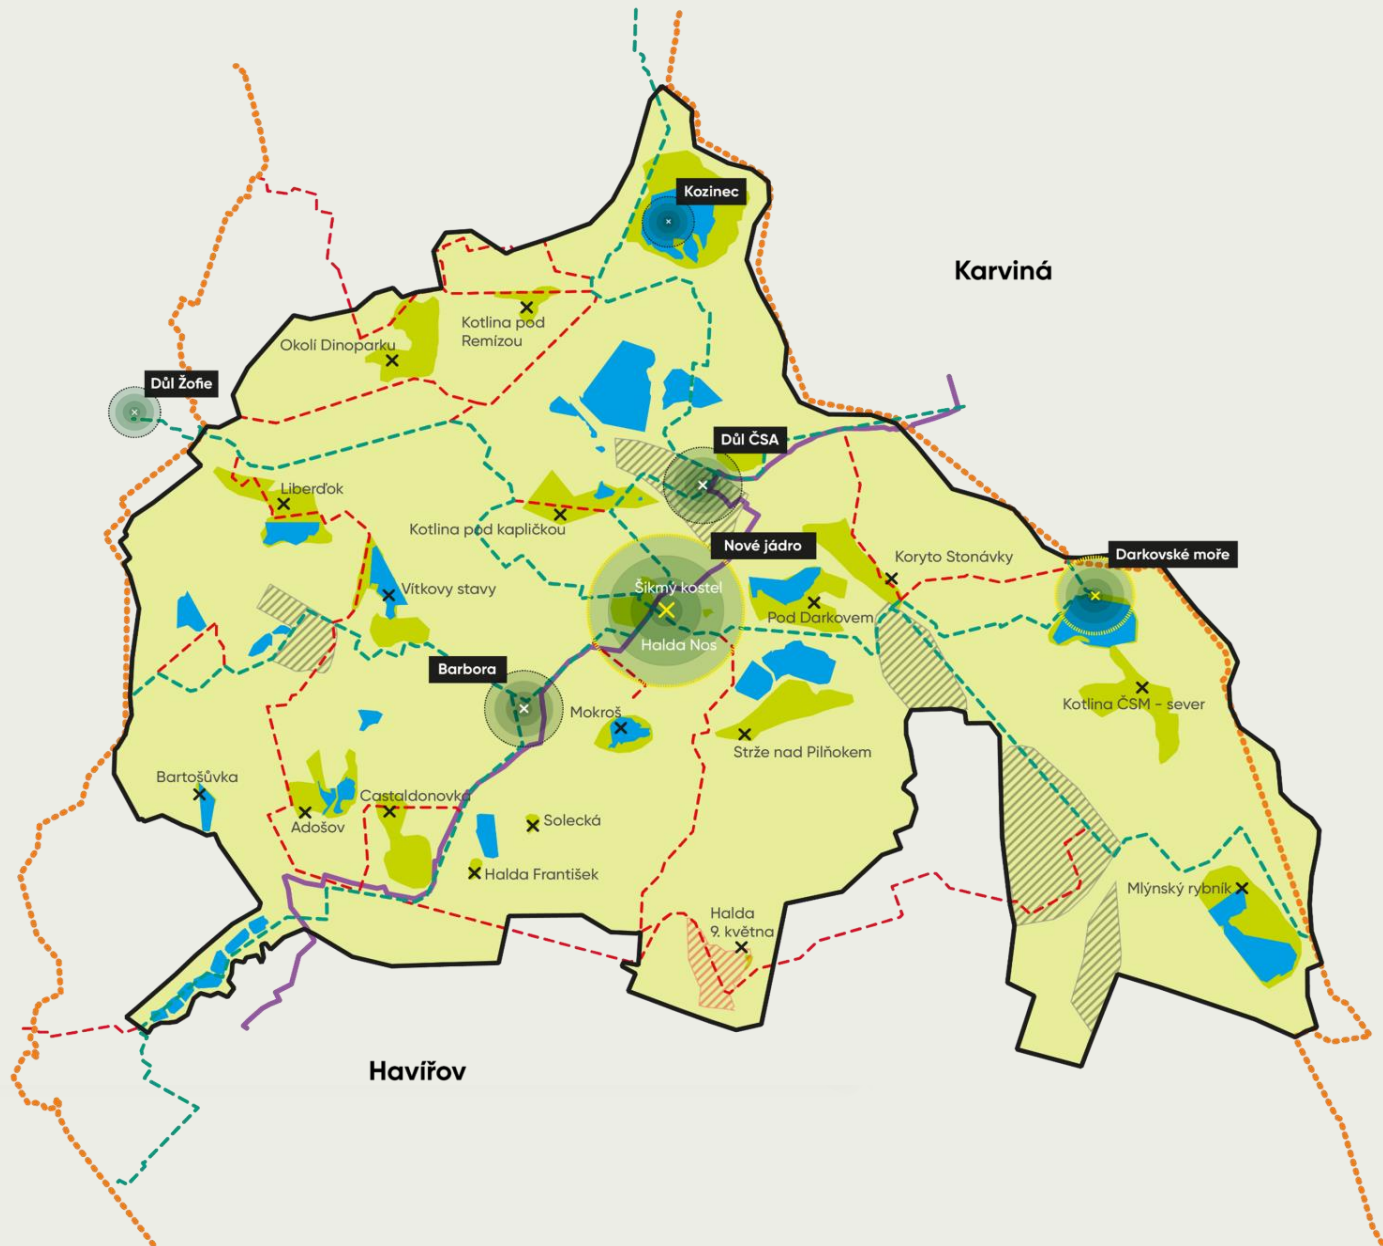 Kozinec
Karviná
Kotlina pod
Remízou
Okolí Dinoparku
Důl Žofie
Důl ČSA
Liberďok
Kotlina pod kapličkou
Nové jádro
Koryto Stonávky
Darkovské moře
Vítkovy stavy
Šikmý kostel
Pod Darkovem
Halda Nos
Barbora
Kotlina ČSM - sever
Mokroš
Strže nad Pilňokem
Bartošůvka
Castaldonovka
Adošov
Solecká
Halda František
Mlýnský rybník
Halda
9. května
Havířov